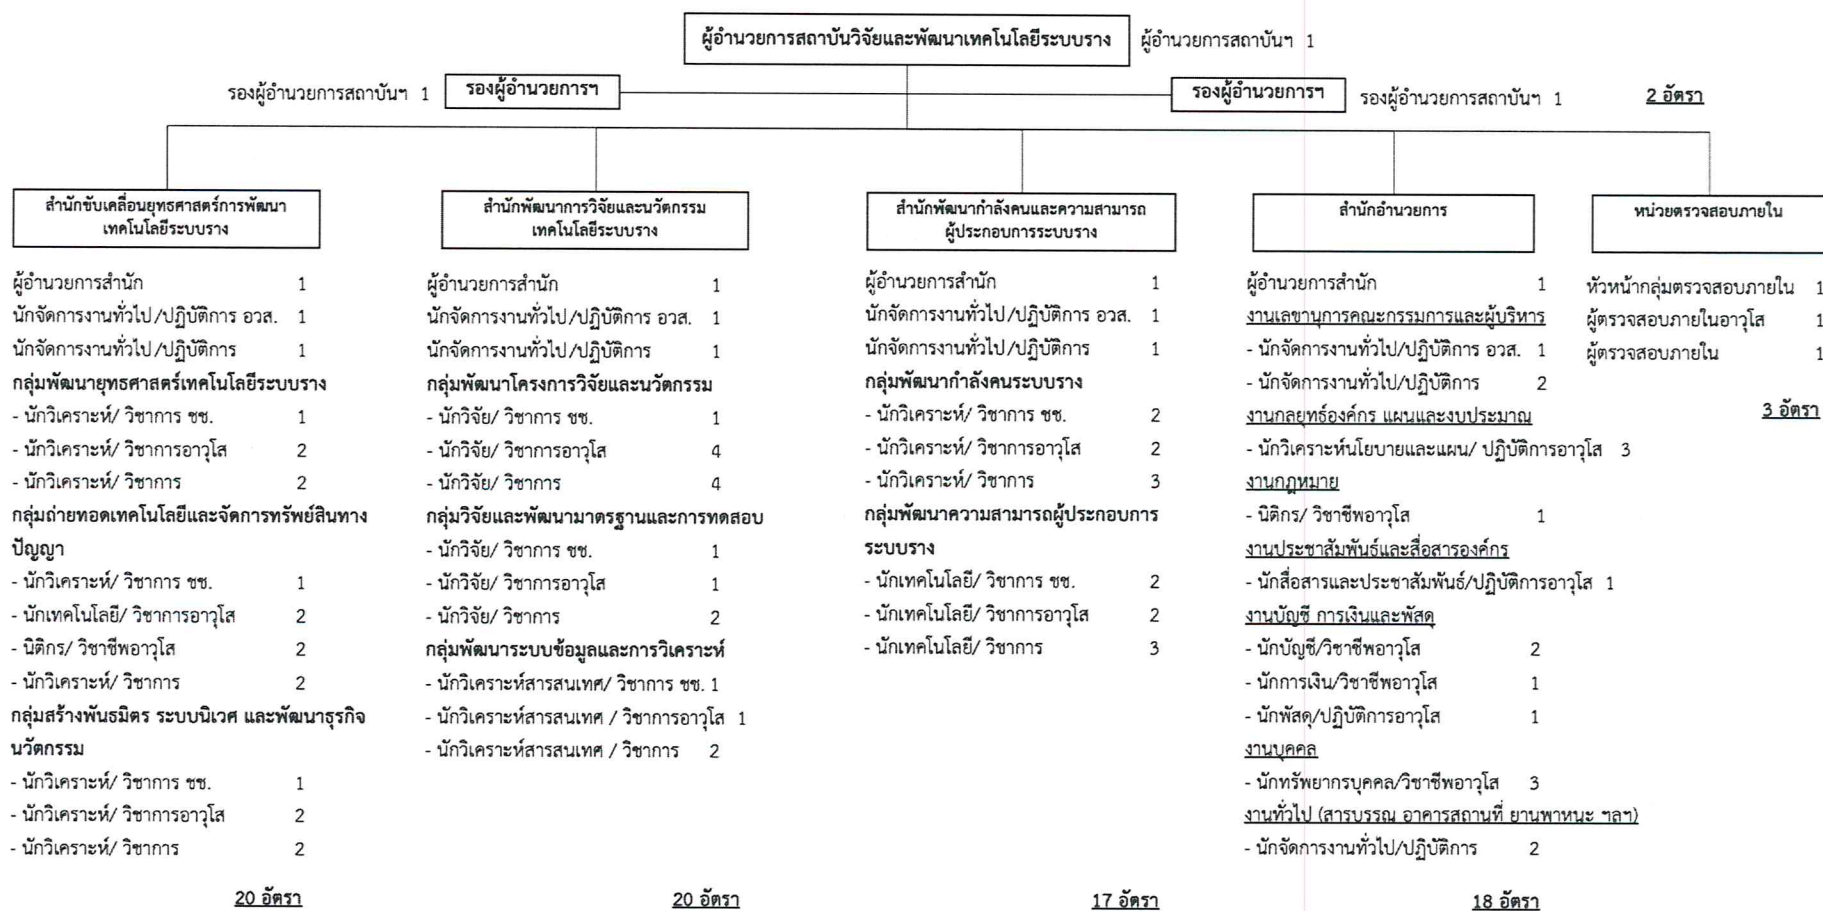 ผู้อำนวยการสถาบันวิจัยและพัฒนาเทคโนโลยีระบบราง ผู้อำนวยการสถาบันฯ 1
รองผู้อำนวยการสถาบันฯ 1 รองผู้อำนวยการฯ รองผู้อำนวยการฯ รองผู้อำนวยการสถาบันฯ 1 2 อัตรา
สำนักขับเคลื่อนยุทธศาสตร์การพัฒนา
เทคโนโลยีระบบราง
ผู้อำนวยการสำนัก 1
นักจัดการงานทั่วไป/ปฏิบัติการ อวส. 1
นักจัดการงานทั่วไป/ปฏิบัติการ 1
กลุ่มพัฒนายุทธศาสตร์เทคโนโลยีระบบราง
- นักวิเคราะห์/ วิชาการ ชช. 1
- นักวิเคราะห์/ วิชาการอาวุโส 2
- นักวิเคราะห์/ วิชาการ 2
กลุ่มถ่ายทอดเทคโนโลยีและจัดการทรัพย์สินทาง
ปัญญา
- นักวิเคราะห์/ วิชาการ ชช. 1
- นักเทคโนโลยี/ วิชาการอาวุโส 2
- นิติกร/ วิชาชีพอาวุโส 2
- นักวิเคราะห์/ วิชาการ 2
กลุ่มสร้างพันธมิตร ระบบนิเวศ และพัฒนาธุรกิจ
นวัตกรรม
- นักวิเคราะห์/ วิชาการ ชช. 1
- นักวิเคราะห์/ วิชาการอาวุโส 2
- นักวิเคราะห์/ วิชาการ 2
20 อัตรา
สำนักพัฒนาการวิจัยและนวัตกรรม
เทคโนโลยีระบบราง
ผู้อำนวยการสำนัก 1
นักจัดการงานทั่วไป/ปฏิบัติการ อวส. 1
นักจัดการงานทั่วไป/ปฏิบัติการ 1
กลุ่มพัฒนาโครงการวิจัยและนวัตกรรม
- นักวิจัย/ วิชาการ ชช. 1
- นักวิจัย/ วิชาการอาวุโส 4
- นักวิจัย/ วิชาการ 4
กลุ่มวิจัยและพัฒนามาตรฐานและการทดสอบ
- นักวิจัย/ วิชาการ ชช. 1
- นักวิจัย/ วิชาการอาวุโส 1
- นักวิจัย/ วิชาการ 2
กลุ่มพัฒนาระบบข้อมูลและการวิเคราะห์
- นักวิเคราะห์สารสนเทศ/ วิชาการ ชช. 1
- นักวิเคราะห์สารสนเทศ / วิชาการอาวุโส 1
- นักวิเคราะห์สารสนเทศ / วิชาการ 2
20 อัตรา
สำนักพัฒนากำลังคนและความสามารถ
ผู้ประกอบการระบบราง
ผู้อำนวยการสำนัก 1
นักจัดการงานทั่วไป/ปฏิบัติการ อวส. 1
นักจัดการงานทั่วไป/ปฏิบัติการ 1
กลุ่มพัฒนากำลังคนระบบราง
- นักวิเคราะห์/ วิชาการ ชช. 2
- นักวิเคราะห์/ วิชาการอาวุโส 2
- นักวิเคราะห์/ วิชาการ 3
กลุ่มพัฒนาความสามารถผู้ประกอบการ
ระบบราง
- นักเทคโนโลยี/ วิชาการ ชช. 2
- นักเทคโนโลยี/ วิชาการอาวุโส 2
- นักเทคโนโลยี/ วิชาการ 3
17 อัตรา
สำนักอำนวยการ
ผู้อำนวยการสำนัก 1
งานเลขานุการคณะกรรมการและผู้บริหาร
- นักจัดการงานทั่วไป/ปฏิบัติการ อวส. 1
- นักจัดการงานทั่วไป/ปฏิบัติการ 2
งานกลยุทธ์องค์กร แผนและงบประมาณ
- นักวิเคราะห์นโยบายและแผน/ ปฏิบัติการอาวุโส 3
งานกฎหมาย
- นิติกร/ วิชาชีพอาวุโส 1
งานประชาสัมพันธ์และสื่อสารองค์กร
- นักสื่อสารและประชาสัมพันธ์/ปฏิบัติการอาวุโส 1
งานบัญชี การเงินและพัสดุ
- นักบัญชี/วิชาชีพอาวุโส 2
- นักการเงิน/วิชาชีพอาวุโส 1
- นักพัสดุ/ปฏิบัติการอาวุโส 1
งานบุคคล
- นักทรัพยากรบุคคล/วิชาชีพอาวุโส 3
งานทั่วไป (สารบรรณ อาคารสถานที่ ยานพาหนะ ฯลฯ)
- นักจัดการงานทั่วไป/ปฏิบัติการ 2
18 อัตรา
หน่วยตรวจสอบภายใน
หัวหน้ากลุ่มตรวจสอบภายใน 1
ผู้ตรวจสอบภายในอาวุโส 1
ผู้ตรวจสอบภายใน 1
3 อัตรา